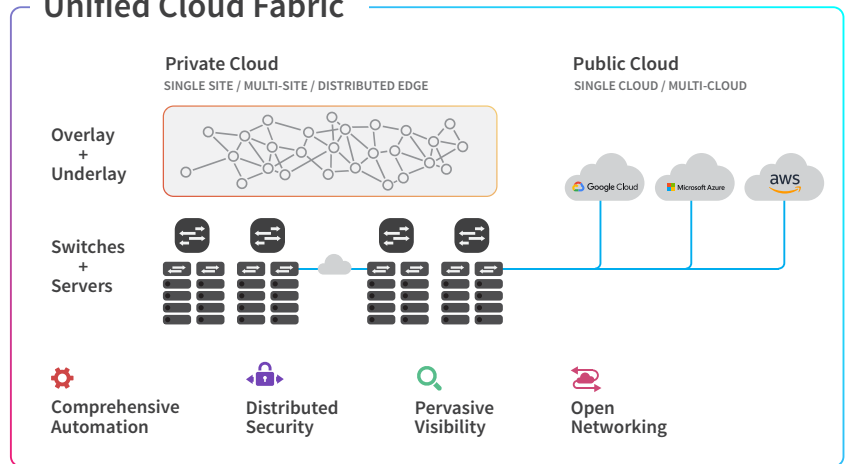 Unified Cloud Fabric
Private Cloud
SINGLE SITE / MULTI-SITE / DISTRIBUTED EDGE
Public Cloud
SINGLE CLOUD / MULTI-CLOUD
Overlay
+
Underlay
Google Cloud
Microsoft Azure
aws
Switches
+
Servers
Comprehensive
Automation
Distributed
Security
Pervasive
Visibility
Open
Networking